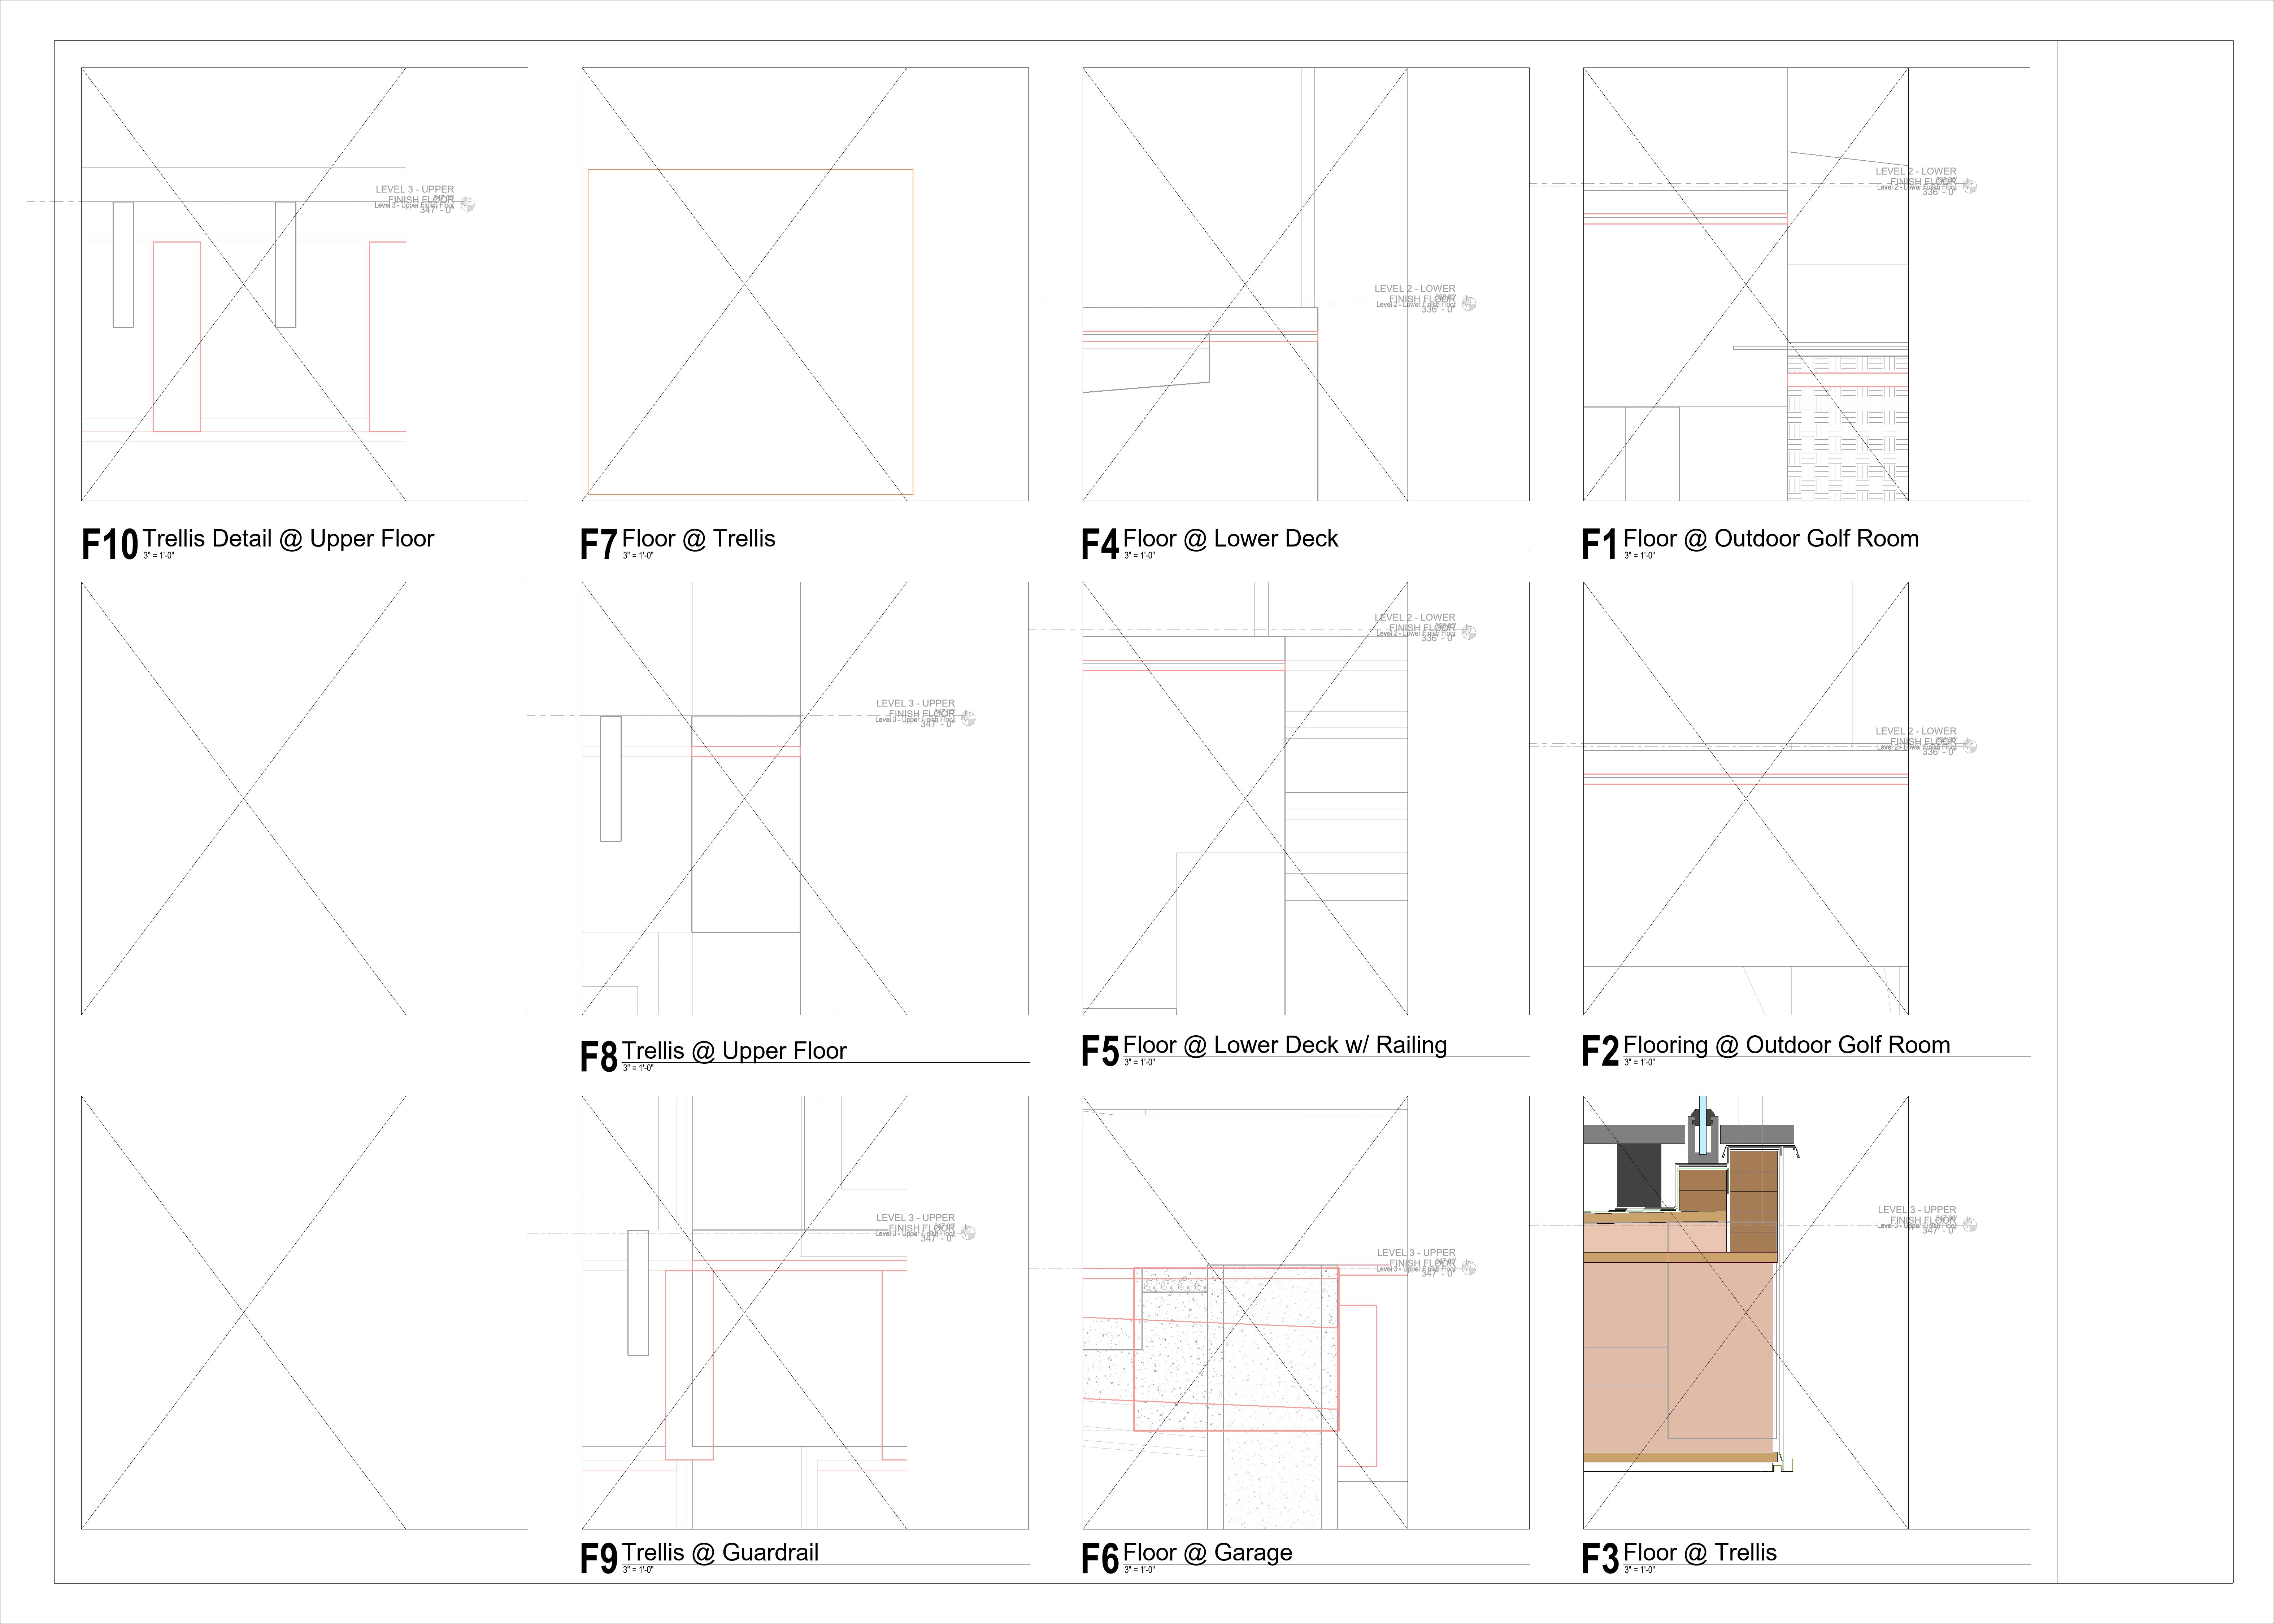 LEVEL 3 - UPPER
FINISH FLOOR
Level 3 - Upper Finish Floor
347' - 0"
LEVEL 2 - LOWER
FINISH FLOOR
Level 2 - Lower Finish Floor
336' - 0"
LEVEL 2 - LOWER
FINISH FLOOR
Level 2 - Lower Finish Floor
336' - 0"
F10 Trellis Detail @ Upper Floor
3" = 1'-0"
F7 Floor @ Trellis
3" = 1'-0"
F4 Floor @ Lower Deck
3" = 1'-0"
F1 Floor @ Outdoor Golf Room
3" = 1'-0"
LEVEL 3 - UPPER
FINISH FLOOR
Level 3 - Upper Finish Floor
347' - 0"
LEVEL 2 - LOWER
FINISH FLOOR
Level 2 - Lower Finish Floor
336' - 0"
LEVEL 2 - LOWER
FINISH FLOOR
Level 2 - Lower Finish Floor
336' - 0"
F8 Trellis @ Upper Floor
3" = 1'-0"
F5 Floor @ Lower Deck w/ Railing
3" = 1'-0"
F2 Flooring @ Outdoor Golf Room
3" = 1'-0"
LEVEL 3 - UPPER
FINISH FLOOR
Level 3 - Upper Finish Floor
347' - 0"
LEVEL 3 - UPPER
FINISH FLOOR
Level 3 - Upper Finish Floor
347' - 0"
LEVEL 3 - UPPER
FINISH FLOOR
Level 3 - Upper Finish Floor
347' - 0"
F9 Trellis @ Guardrail
3" = 1'-0"
F6 Floor @ Garage
3" = 1'-0"
F3 Floor @ Trellis
3" = 1'-0"